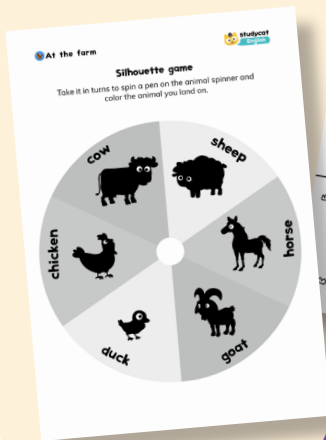 At the farm
studycat
English
Silhouette game
Take it in turns to spin a pen on the animal spinner and
color the animal you land on.
cow
sheep
chicken
horse
duck
goat